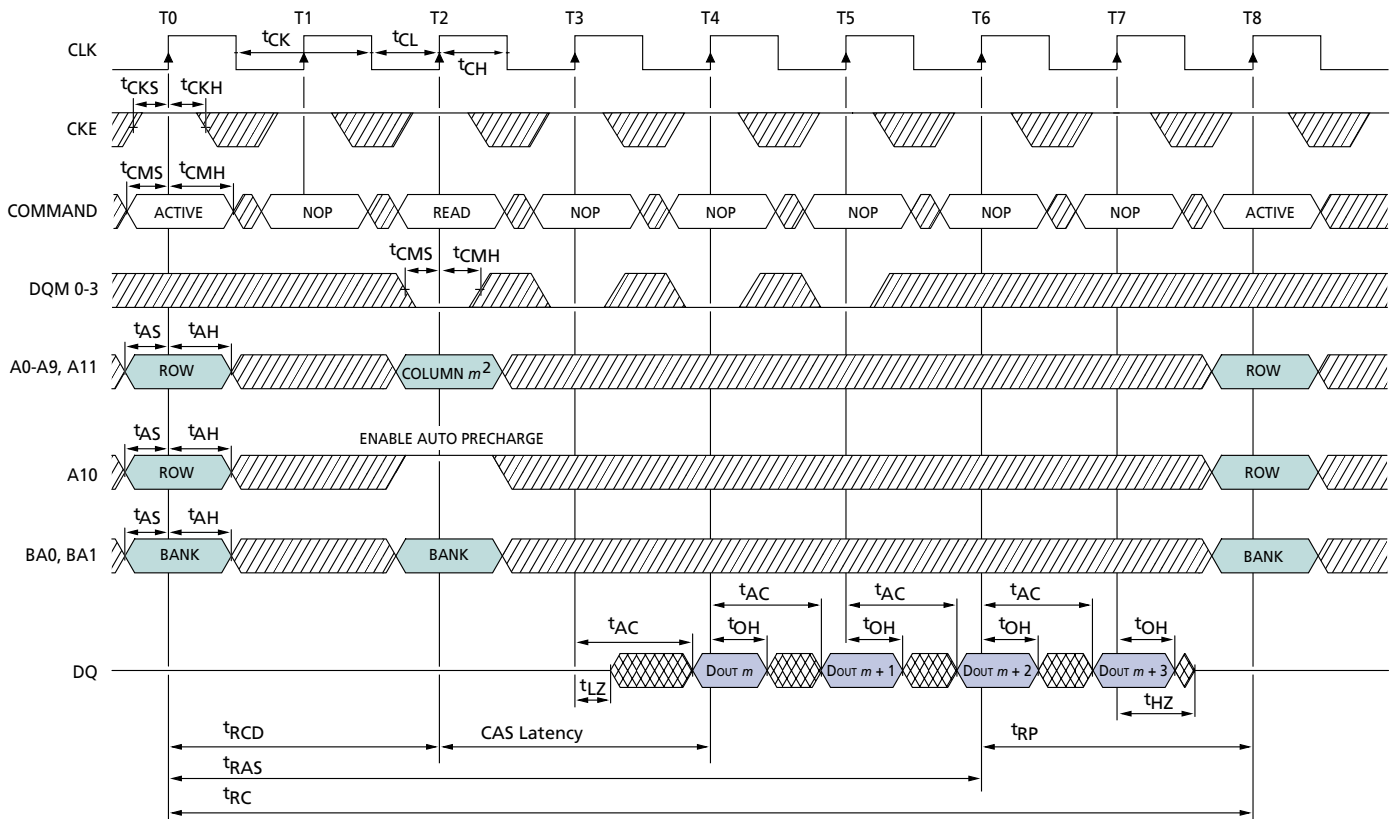 T0 T1 T2 T3 T4 T5 T6 T7 T8
CLK
tCK tCL
tCH
tCKS tCKH
CKE
tCMS tCMH
COMMAND ACTIVE NOP READ NOP NOP NOP NOP NOP ACTIVE
tCMS tCMH
DQM 0-3
tAS tAH
A0-A9, A11 ROW COLUMN m2 ROW
tAS tAH
ENABLE AUTO PRECHARGE
A10 ROW ROW
tAS tAH
BA0, BA1 BANK BANK BANK
tAC tAC tAC
tAC tOH tOH tOH tOH
DQ DOUT m DOUT m + 1 DOUT m + 2 DOUT m + 3
tLZ tHZ
tRCD CAS Latency tRP
tRAS
tRC